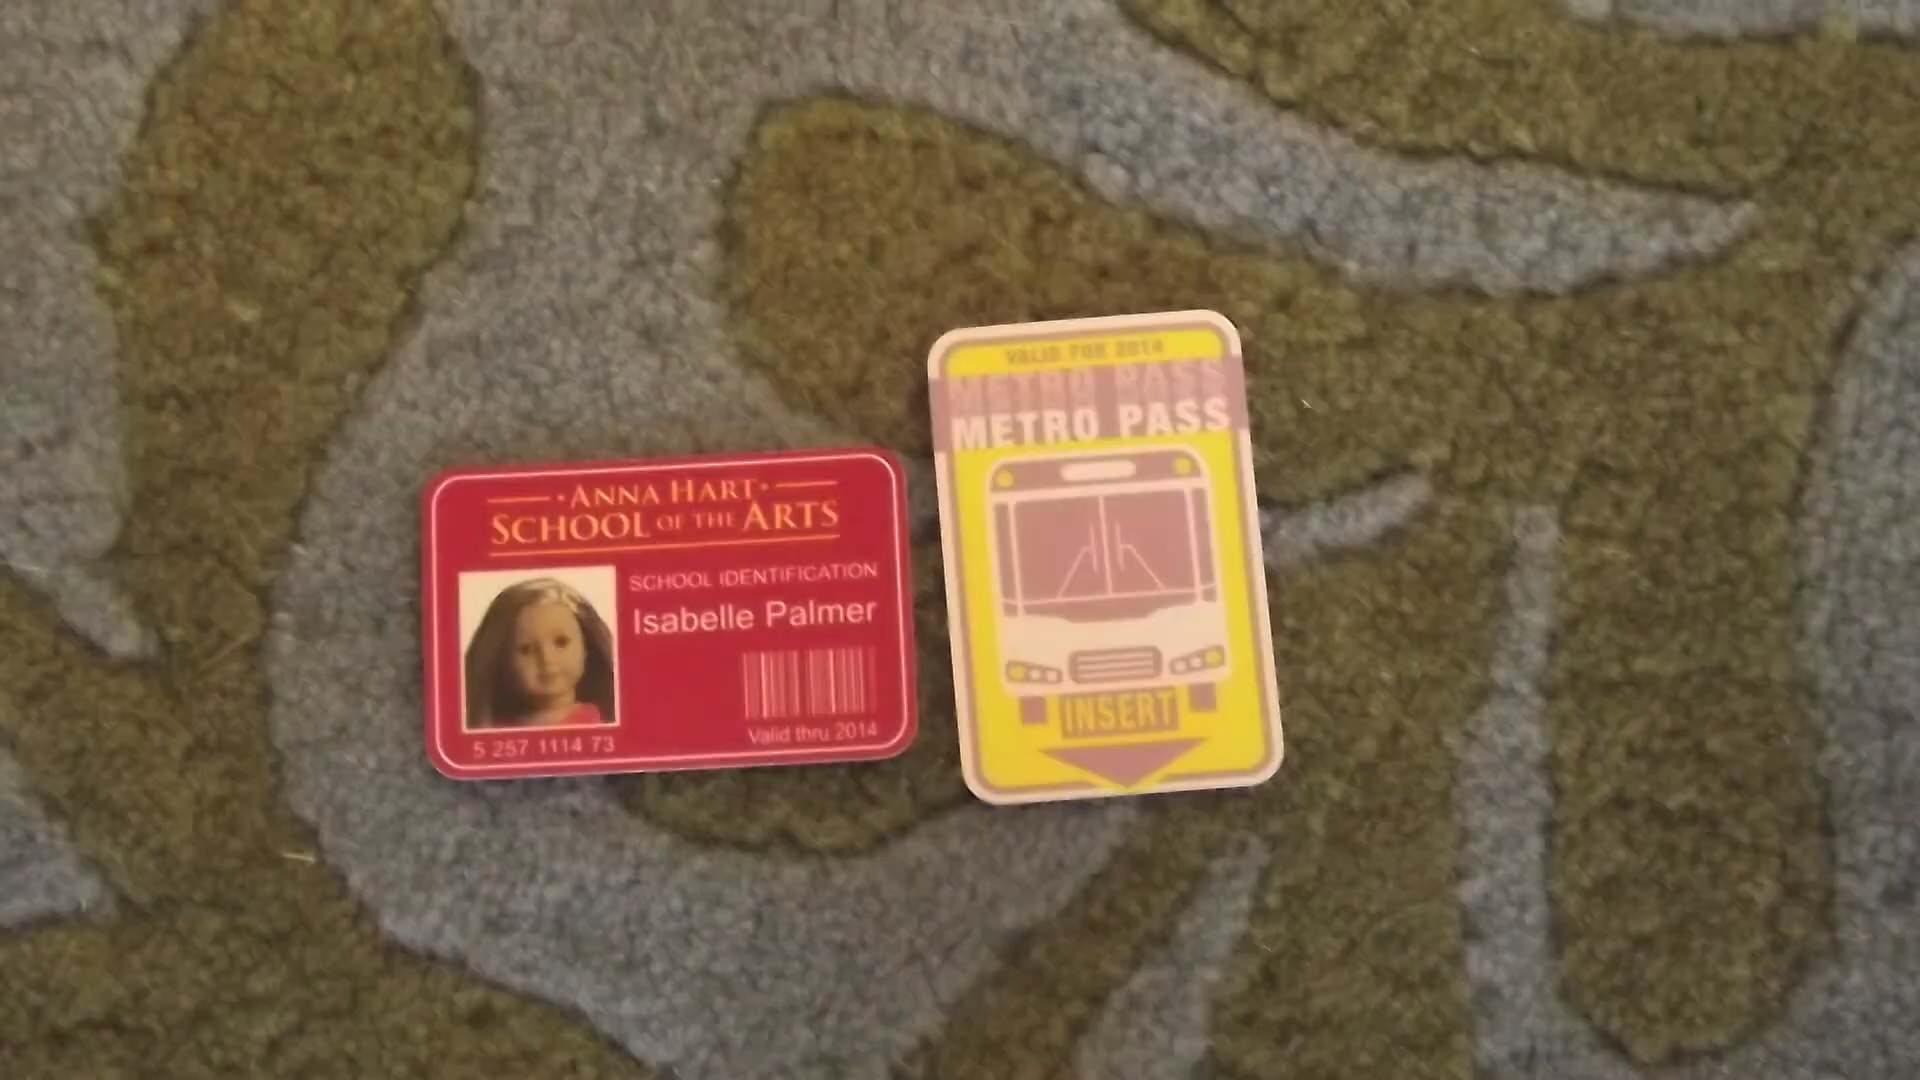 ·ANNA HART·
SCHOOL OF THE ARTS
SCHOOL IDENTIFICATION
Isabelle Palmer
5 257 1114 73
Valid thru 2014
VALID FOR 2014
METRO PASS
METRO PASS
INSERT